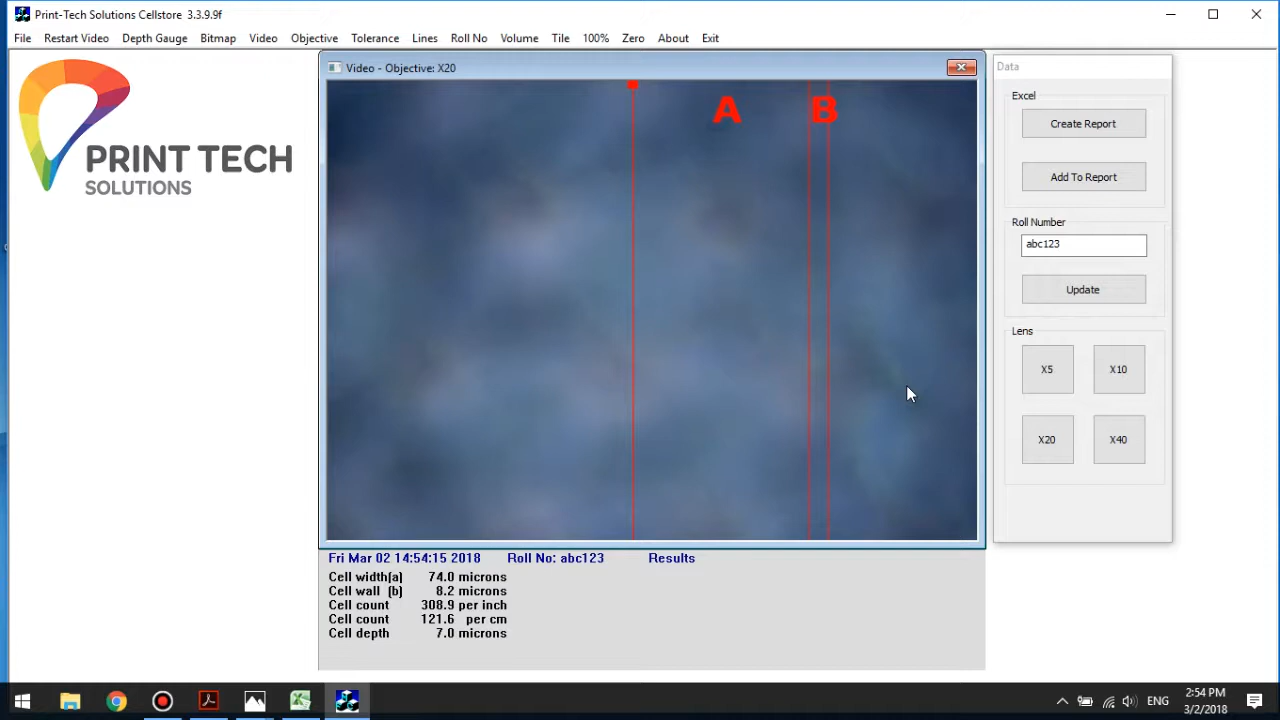 Print-Tech Solutions Cellstore 3.3.9.9f
File Restart Video Depth Gauge Bitmap Video Objective Tolerance Lines Roll No Volume Tile 100% Zero About Exit
PRINT TECH
SOLUTIONS
Video - Objective: X20
A B
Data
Excel
Create Report
Add To Report
Roll Number
abc123
Update
Lens
X5 X10
X20 X40
Fri Mar 02 14:54:15 2018 Roll No: abc123 Results
Cell width(a) 74.0 microns
Cell wall (b) 8.2 microns
Cell count 308.9 per inch
Cell count 121.6 per cm
Cell depth 7.0 microns
ENG
2:54 PM
3/2/2018